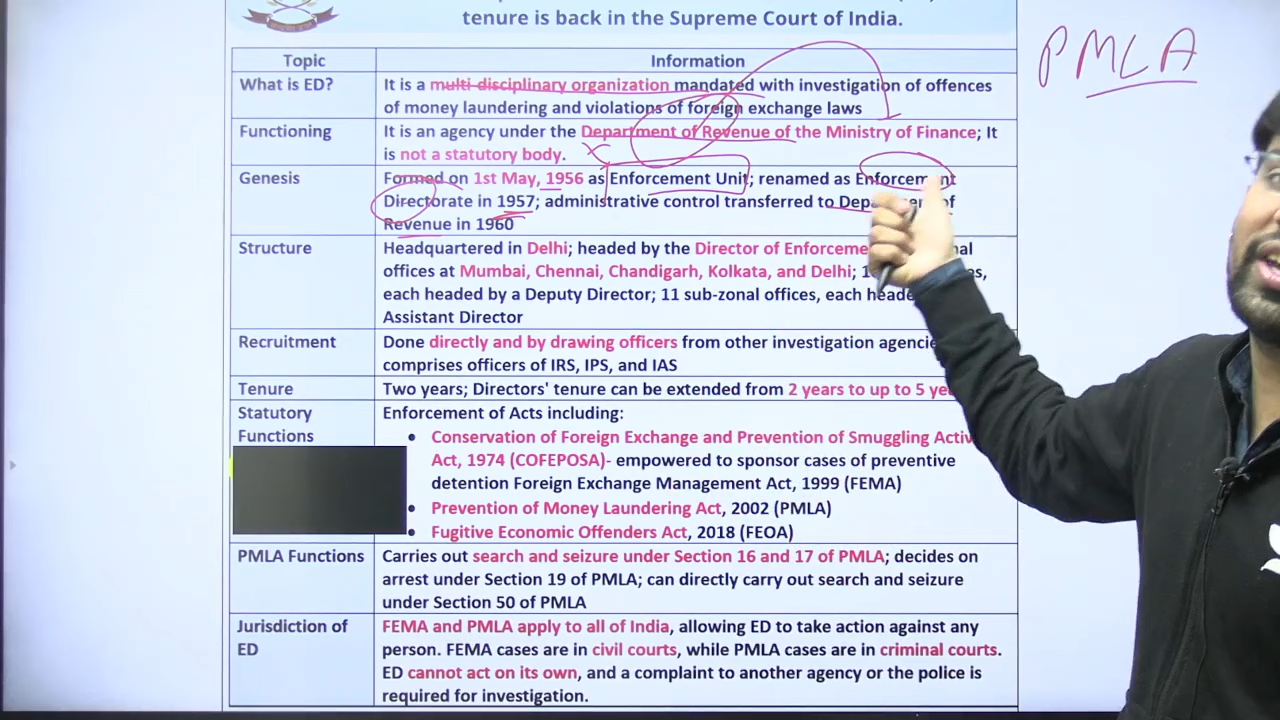 tenure is back in the Supreme Court of India.
PMLA
Topic Information
What is ED? It is a multi-disciplinary organization mandated with investigation of offences
of money laundering and violations of foreign exchange laws
Functioning It is an agency under the Department of Revenue of the Ministry of Finance; It
is not a statutory body.
Genesis Formed on 1st May, 1956 as Enforcement Unit; renamed as Enforcement
Directorate in 1957; administrative control transferred to of
Revenue in 1960
Structure Headquartered in Delhi; headed by the Director of
offices at Mumbai, Chennai, Chandigarh, Kolkata, and Delhi;
each headed by a Deputy Director; 11 sub-zonal offices, each
Assistant Director
Recruitment Done directly and by drawing officers from other investigation
comprises officers of IRS, IPS, and IAS
Tenure Two years; Directors' tenure can be extended from 2 years to up to 5
Statutory Enforcement of Acts including:
Functions
• Conservation of Foreign Exchange and Prevention of Smuggling
Act, 1974 (COFEPOSA)- empowered to sponsor cases of preventive
detention Foreign Exchange Management Act, 1999 (FEMA)
• Prevention of Money Laundering Act, 2002 (PMLA)
• Fugitive Economic Offenders Act, 2018 (FEOA)
PMLA Functions Carries out search and seizure under Section 16 and 17 of PMLA; decides on
arrest under Section 19 of PMLA; can directly carry out search and seizure
under Section 50 of PMLA
Jurisdiction of FEMA and PMLA apply to all of India, allowing ED to take action against any
ED person. FEMA cases are in civil courts, while PMLA cases are in criminal courts.
ED cannot act on its own, and a complaint to another agency or the police is
required for investigation.